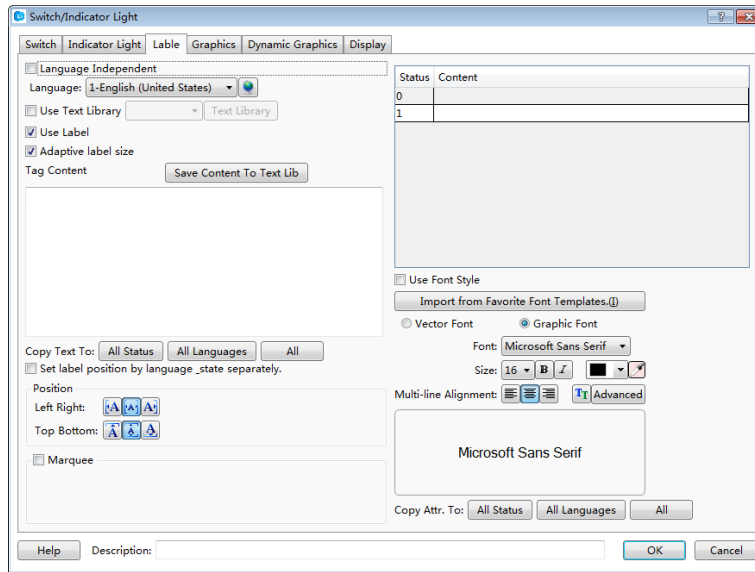 Switch/Indicator Light
Switch Indicator Light Lable Graphics Dynamic Graphics Display
Language Independent
Language: 1-English (United States)
Use Text Library Text Library
Use Label
Adaptive label size
Tag Content Save Content To Text Lib
Copy Text To: All Status All Languages All
Set label position by language _state separately.
Position
Left Right: A A A
Top Bottom: A A A
Marquee
Status Content
0
1
Use Font Style
Import from Favorite Font Templates.(I)
Vector Font Graphic Font
Font: Microsoft Sans Serif
Size: 16 B I
Multi-line Alignment: TI Advanced
Microsoft Sans Serif
Copy Attr. To: All Status All Languages All
Help Description: OK Cancel